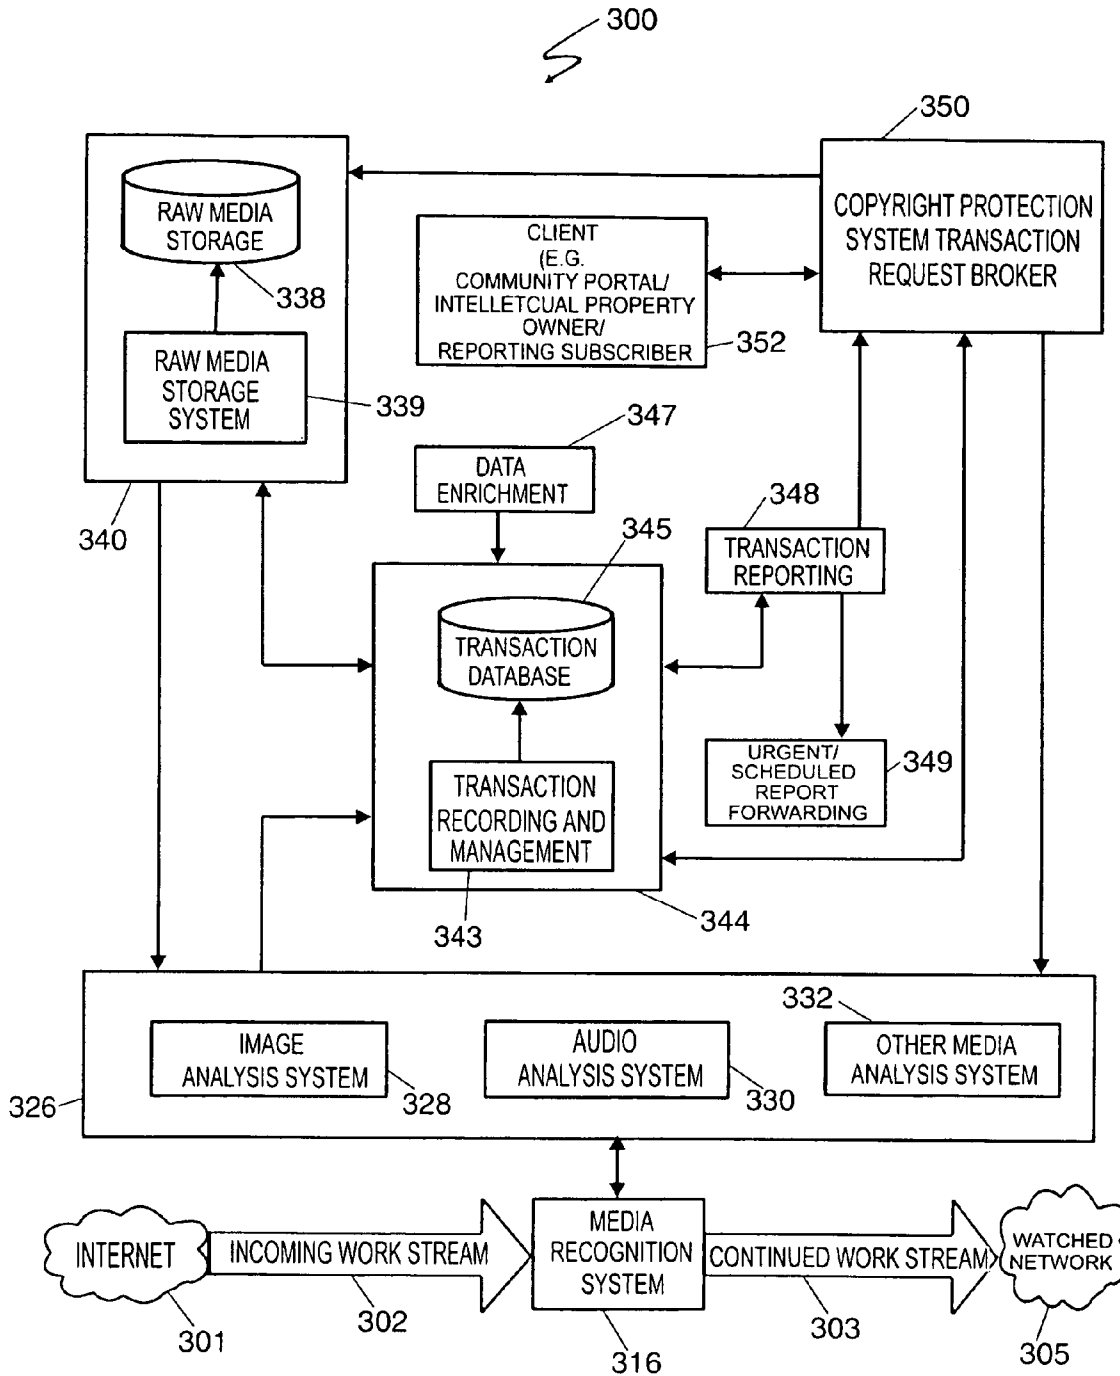 300
350
RAW MEDIA
STORAGE
338
RAW MEDIA
STORAGE
SYSTEM
339
340
COPYRIGHT PROTECTION
SYSTEM TRANSACTION
REQUEST BROKER
CLIENT
(E.G.
COMMUNITY PORTAL/
INTELLETCUAL PROPERTY
OWNER/
REPORTING SUBSCRIBER
352
347
DATA
ENRICHMENT
345
348
TRANSACTION
REPORTING
TRANSACTION
DATABASE
URGENT/
SCHEDULED
REPORT
FORWARDING
349
TRANSACTION
RECORDING AND
MANAGEMENT
343
344
332
IMAGE
ANALYSIS SYSTEM
328
AUDIO
ANALYSIS SYSTEM
330
OTHER MEDIA
ANALYSIS SYSTEM
326
INTERNET
301
INCOMING WORK STREAM
302
MEDIA
RECOGNITION
SYSTEM
316
CONTINUED WORK STREAM
303
WATCHED
NETWORK
305